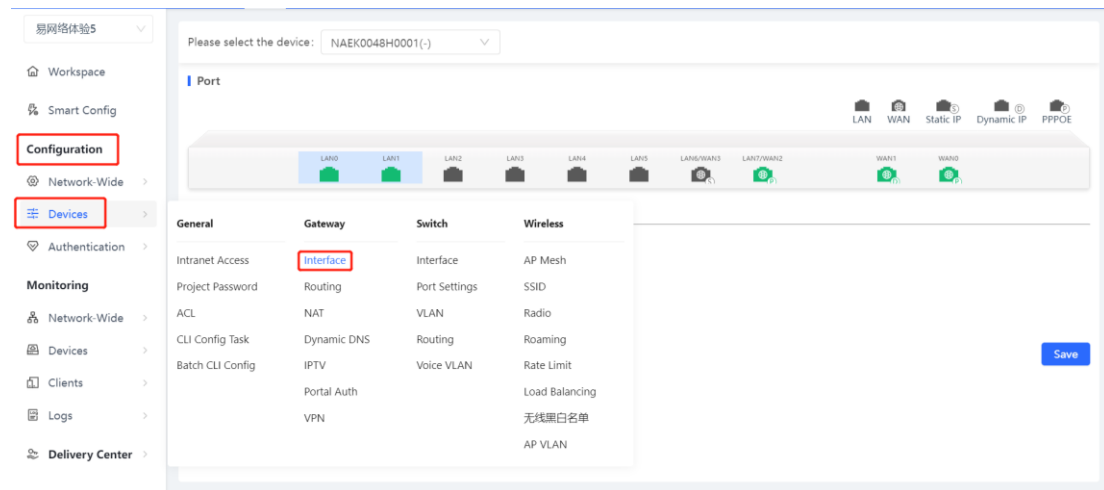 易网络体验5
Please select the device: NAEK0048H0001(-)
Workspace
Port
Smart Config
LAN WAN Static IP Dynamic IP PPPOE
Configuration
LAN0 LAN1 LAN2 LAN3 LAN4 LAN5 LAN6/WAN3 LAN7/WAN2 WAN1 WAN0
Network-Wide
Devices
General Gateway Switch Wireless
Authentication
Intranet Access Interface Interface AP Mesh
Monitoring
Project Password Routing Port Settings SSID
Network-Wide
ACL NAT VLAN Radio
CLI Config Task Dynamic DNS Routing Roaming
Devices
Save
Batch CLI Config IPTV Voice VLAN Rate Limit
Clients
Portal Auth Load Balancing
Logs
VPN 无线黑白名单
AP VLAN
Delivery Center